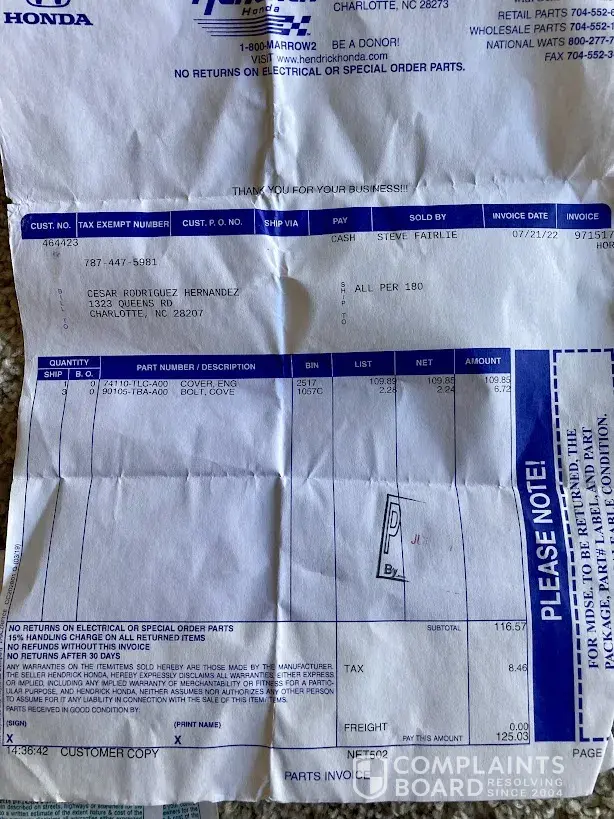 HONDA
Honda
CHARLOTTE, NC 28273
RETAIL PARTS 704-552-
WHOLESALE PARTS 704-552-
NATIONAL WATS 800-277-7
FAX 704-552-3
1-800-MARROW2 BE A DONOR!
VISIT www.hendrickhonda.com
NO RETURNS ON ELECTRICAL OR SPECIAL ORDER PARTS.
THANK YOU FOR YOUR BUSINESS!!!
CUST. NO. TAX EXEMPT NUMBER CUST. P.O. NO. SHIP VIA PAY SOLD BY INVOICE DATE INVOICE
464423 CASH STEVE FAIRLIE 07/21/22 971517
HOR
787-447-5981
BILL TO
CESAR RODRIGUEZ HERNANDEZ
1323 QUEENS RD
CHARLOTTE, NC 28207
SHIP TO
ALL PER 180
QUANTITY
SHIP B. O. PART NUMBER / DESCRIPTION BIN LIST NET AMOUNT
1 0 74110-TLC-A00 COVER, ENG 2517 109.85 109.85 109.85
3 0 90105-TBA-A00 BOLT, COVE 1057C 2.24 6.72
P
By
PLEASE NOTE!
FOR MDSE. TO BE RETURNED, THE
PACKAGE, PART# LABEL, AND PART
CONDITION.
NO RETURNS ON ELECTRICAL OR SPECIAL ORDER PARTS
15% HANDLING CHARGE ON ALL RETURNED ITEMS
NO REFUNDS WITHOUT THIS INVOICE
NO RETURNS AFTER 30 DAYS
ANY WARRANTIES ON THE ITEM/ITEMS SOLD HEREBY ARE THOSE MADE BY THE MANUFACTURER.
THE SELLER HENDRICK HONDA, HEREBY EXPRESSLY DISCLAIMS ALL WARRANTIES, EITHER EXPRESS
OR IMPLIED, INCLUDING ANY IMPLIED WARRANTY OF MERCHANTABILITY OR FITNESS FOR A PARTIC-
ULAR PURPOSE, AND HENDRICK HONDA, NEITHER ASSUMES NOR AUTHORIZES ANY OTHER PERSON
TO ASSUME FOR IT ANY LIABILITY IN CONNECTION WITH THE SALE OF THIS ITEM/ITEMS.
PARTS RECEIVED IN GOOD CONDITION BY:
(SIGN) (PRINT NAME)
X X
SUBTOTAL 116.57
TAX 8.46
FREIGHT 0.00
PAY THIS AMOUNT 125.03
14:36:42 CUSTOMER COPY NET502 PAGE
PARTS INVOICE
COMPLAINTS
BOARD RESOLVING
SINCE 2004